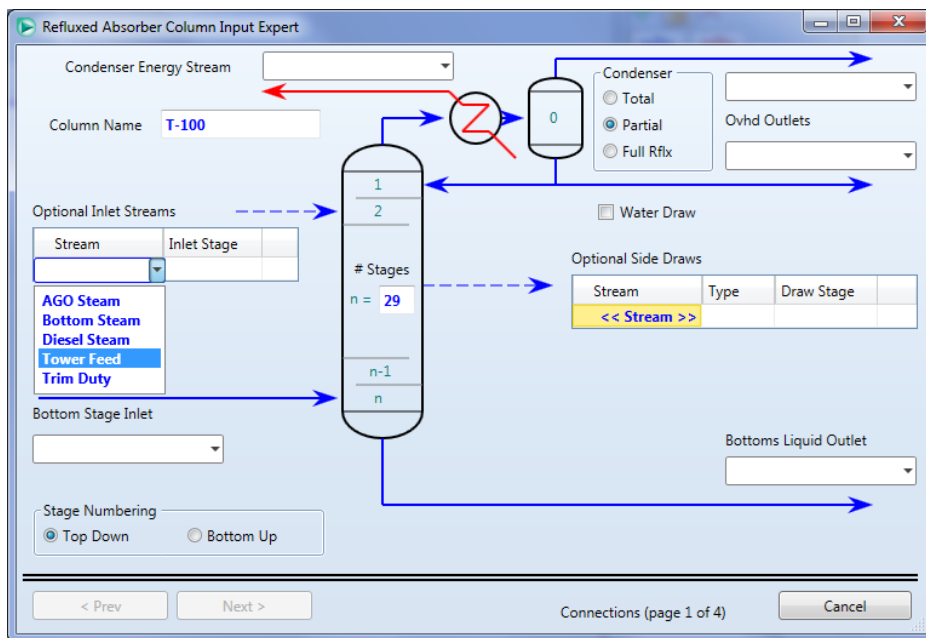 Refluxed Absorber Column Input Expert
Condenser Energy Stream
Condenser
Total
Partial
Full Rflx
0
Column Name
T-100
Ovhd Outlets
1
2
Water Draw
Optional Inlet Streams
Stream Inlet Stage
AGO Steam
Bottom Steam
Diesel Steam
Tower Feed
Trim Duty
# Stages
n = 29
n-1
n
Optional Side Draws
Stream Type Draw Stage
<< Stream >>
Bottom Stage Inlet
Bottoms Liquid Outlet
Stage Numbering
Top Down Bottom Up
< Prev Next > Connections (page 1 of 4) Cancel